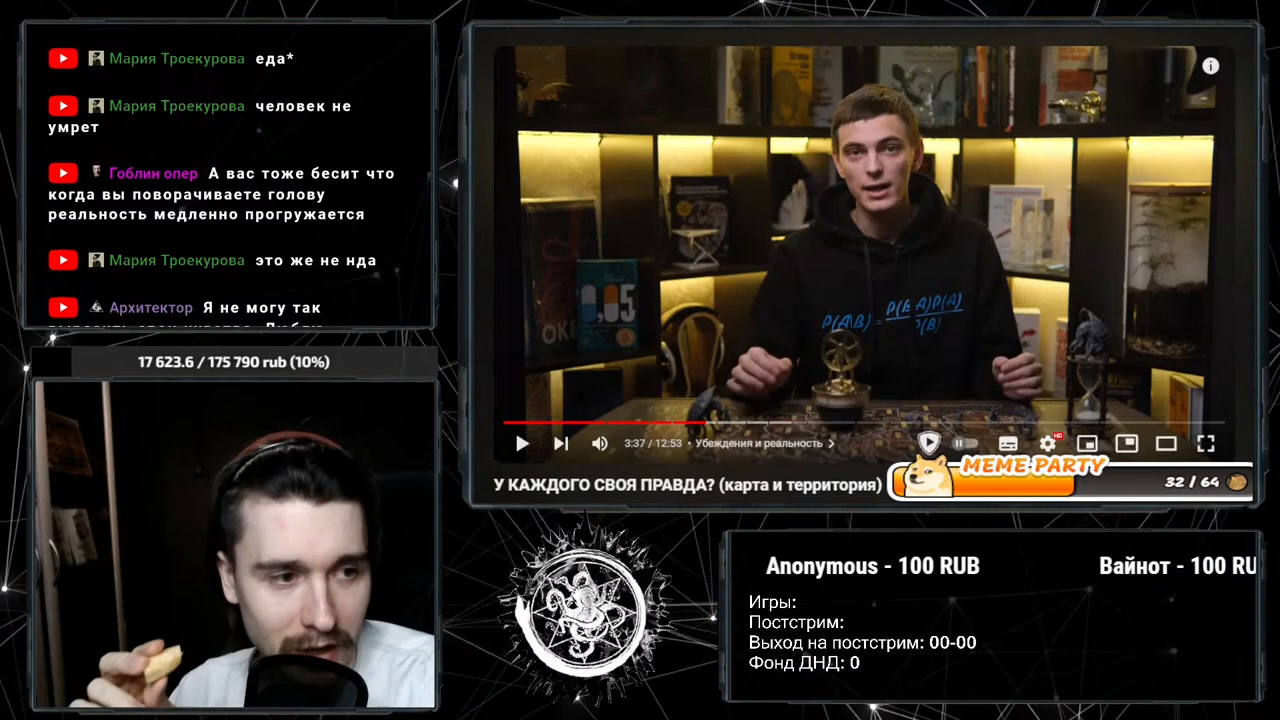 Мария Троекурова еда*
Мария Троекурова человек не
умрет
Гоблин опер А вас тоже бесит что
когда вы поворачиваете голову
реальность медленно прогружается
Мария Троекурова это же не нда
Архитектор Я не могу так
17 623.6 / 175 790 rub (10%)
0,05
P(A|B) = P(B|A)P(A)
P(B)
3:37 / 12:53 • Убеждения и реальность
HD
У КАЖДОГО СВОЯ ПРАВДА? (карта и территория)
MEME PARTY
32 / 64
Anonymous - 100 RUB
Вайнот - 100 RU
Игры:
Постстрим:
Выход на постстрим: 00-00
Фонд ДНД: 0